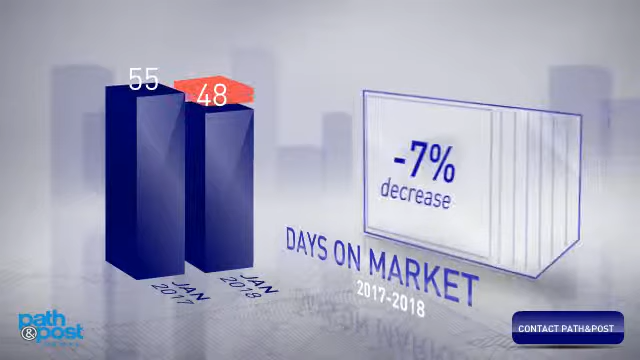 55
48
-7%
decrease
DAYS ON MARKET
2017-2018
JAN
2017
JAN
2018
path
&post
CONTACT PATH&POST